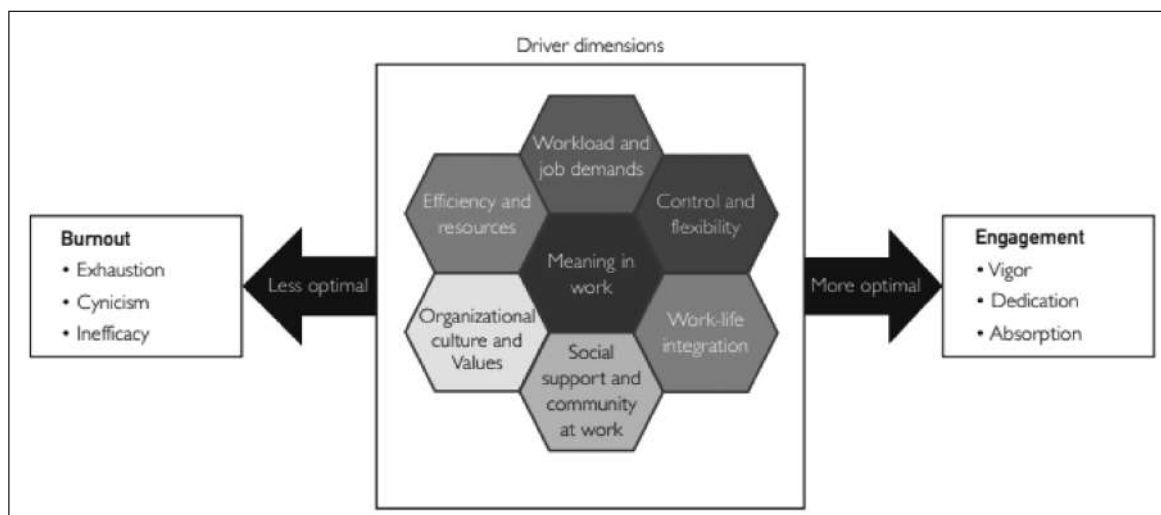 Driver dimensions
Workload and
job demands
Efficiency and
resources
Control and
flexibility
Meaning in
work
Organizational
culture and
Values
Work-life
integration
Social
support and
community
at work
Burnout
• Exhaustion
• Cynicism
• Inefficacy
Less optimal
More optimal
Engagement
• Vigor
• Dedication
• Absorption